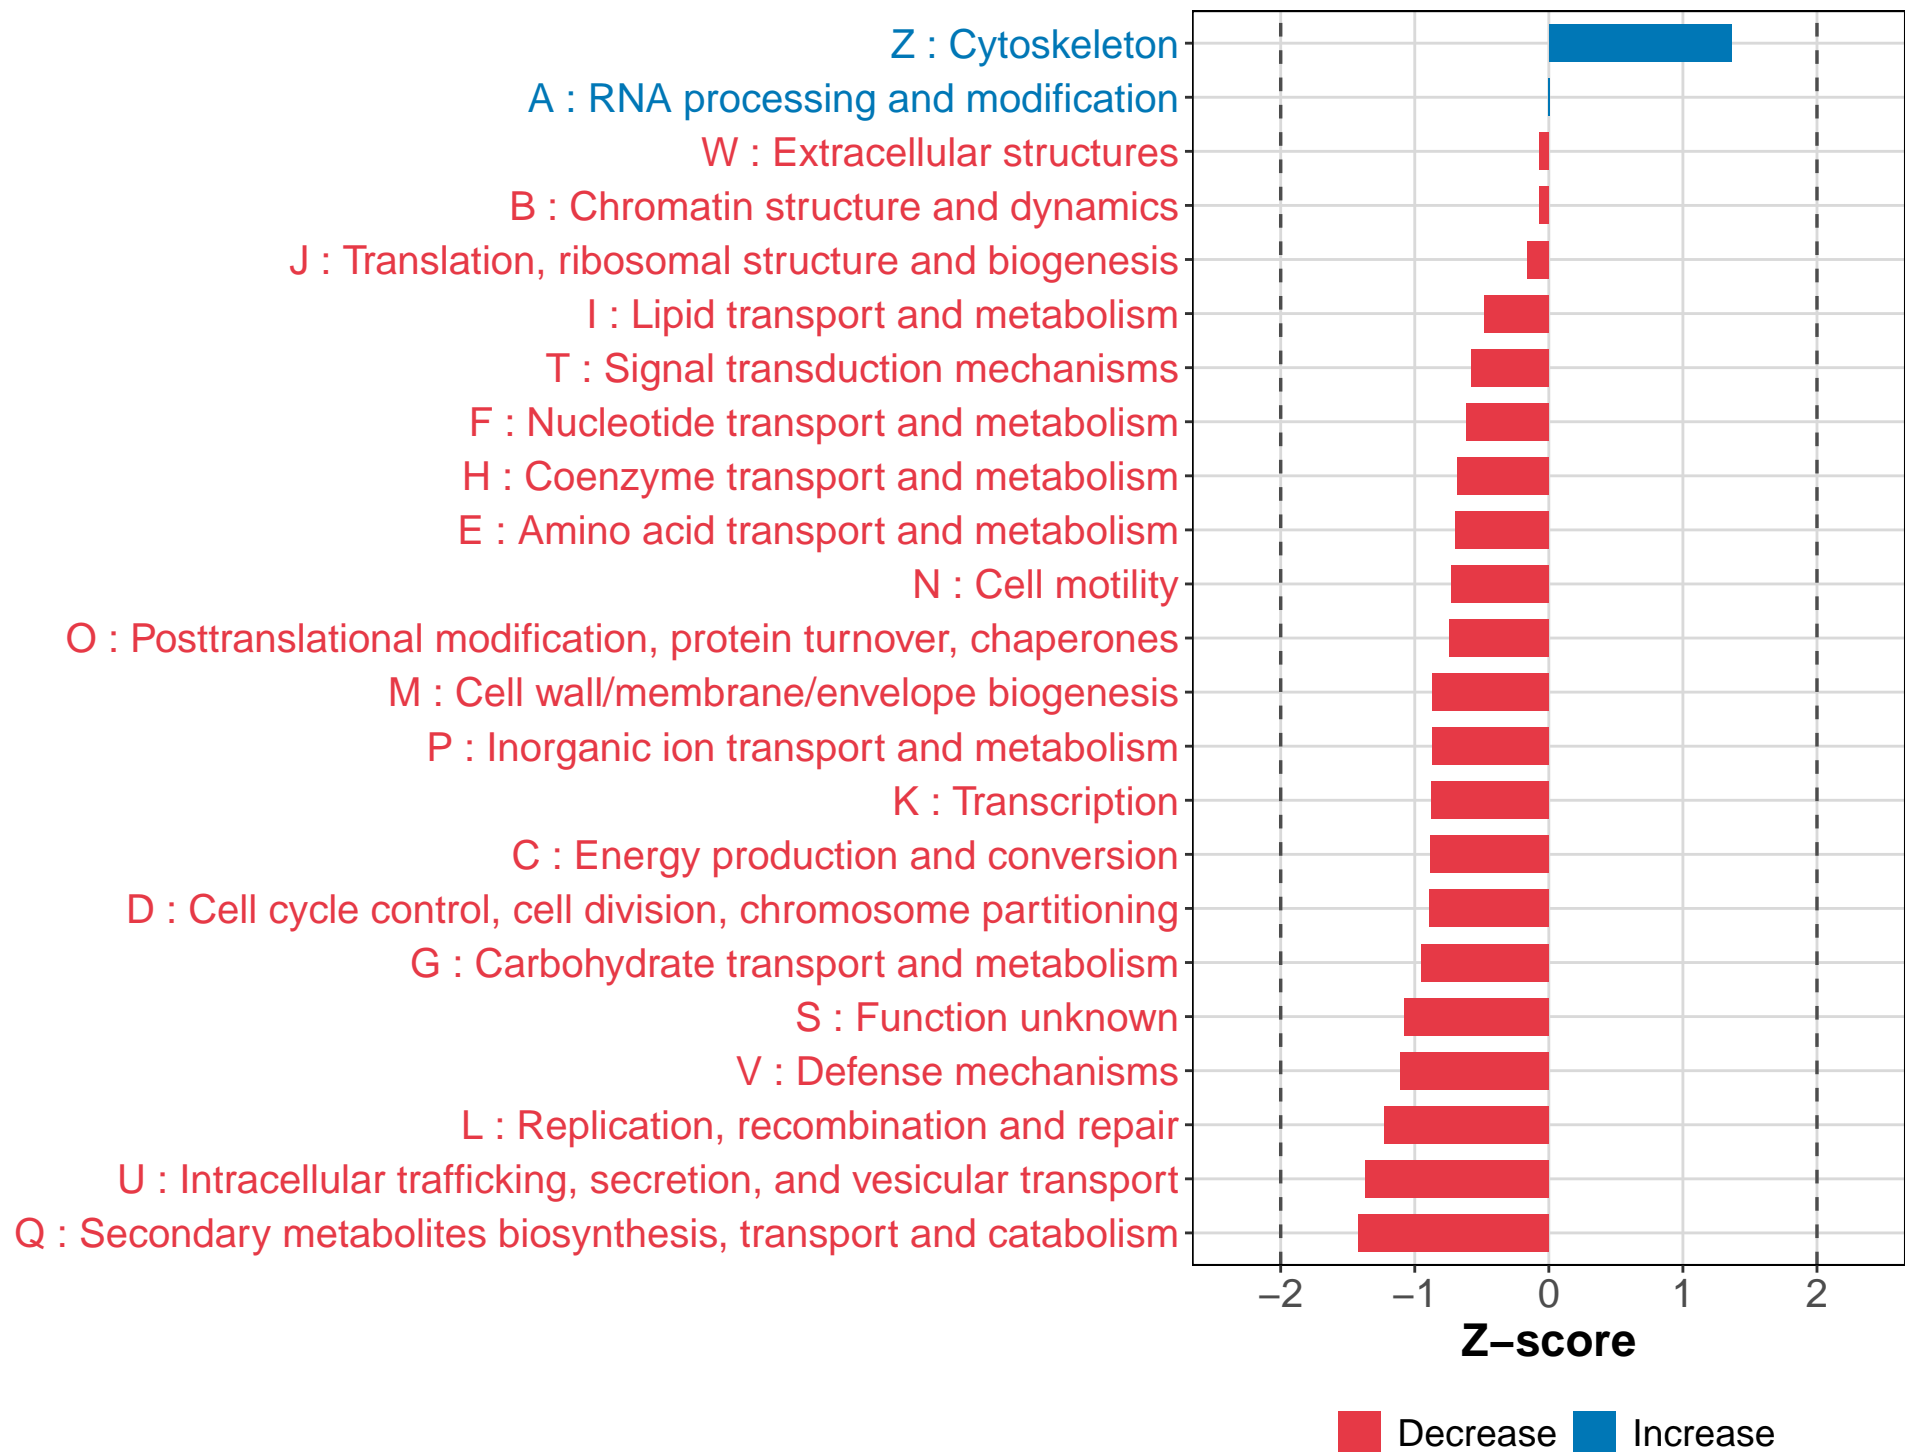 Z : Cytoskeleton
A : RNA processing and modification
W : Extracellular structures
B : Chromatin structure and dynamics
J : Translation, ribosomal structure and biogenesis
I : Lipid transport and metabolism
T : Signal transduction mechanisms
F : Nucleotide transport and metabolism
H : Coenzyme transport and metabolism
E : Amino acid transport and metabolism
N : Cell motility
O : Posttranslational modification, protein turnover, chaperones
M : Cell wall/membrane/envelope biogenesis
P : Inorganic ion transport and metabolism
K : Transcription
C : Energy production and conversion
D : Cell cycle control, cell division, chromosome partitioning
G : Carbohydrate transport and metabolism
S : Function unknown
V : Defense mechanisms
L : Replication, recombination and repair
U : Intracellular trafficking, secretion, and vesicular transport
Q : Secondary metabolites biosynthesis, transport and catabolism
−2 −1 0 1 2
Z−score
Decrease Increase